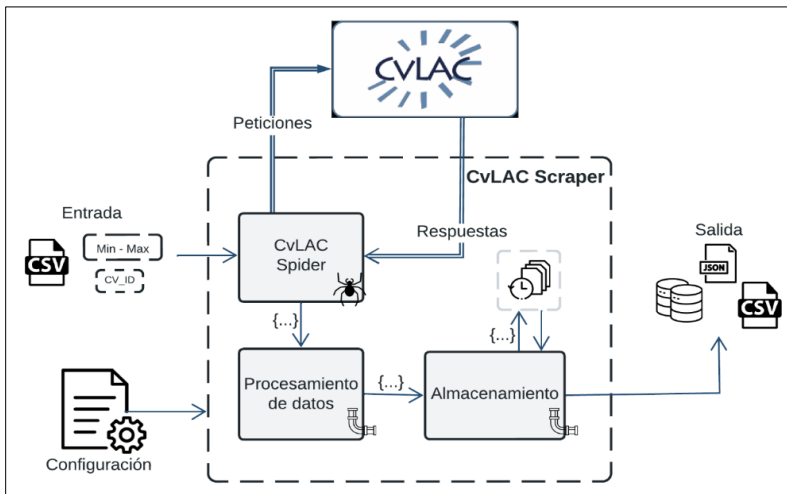 CVLAC
Peticiones
CvLAC Scraper
Entrada
Min - Max
CSV
CV_ID
CvLAC
Spider
Respuestas
Salida
JSON
CSV
{...}
{...}
Procesamiento
de datos
{...}
Almacenamiento
Configuración